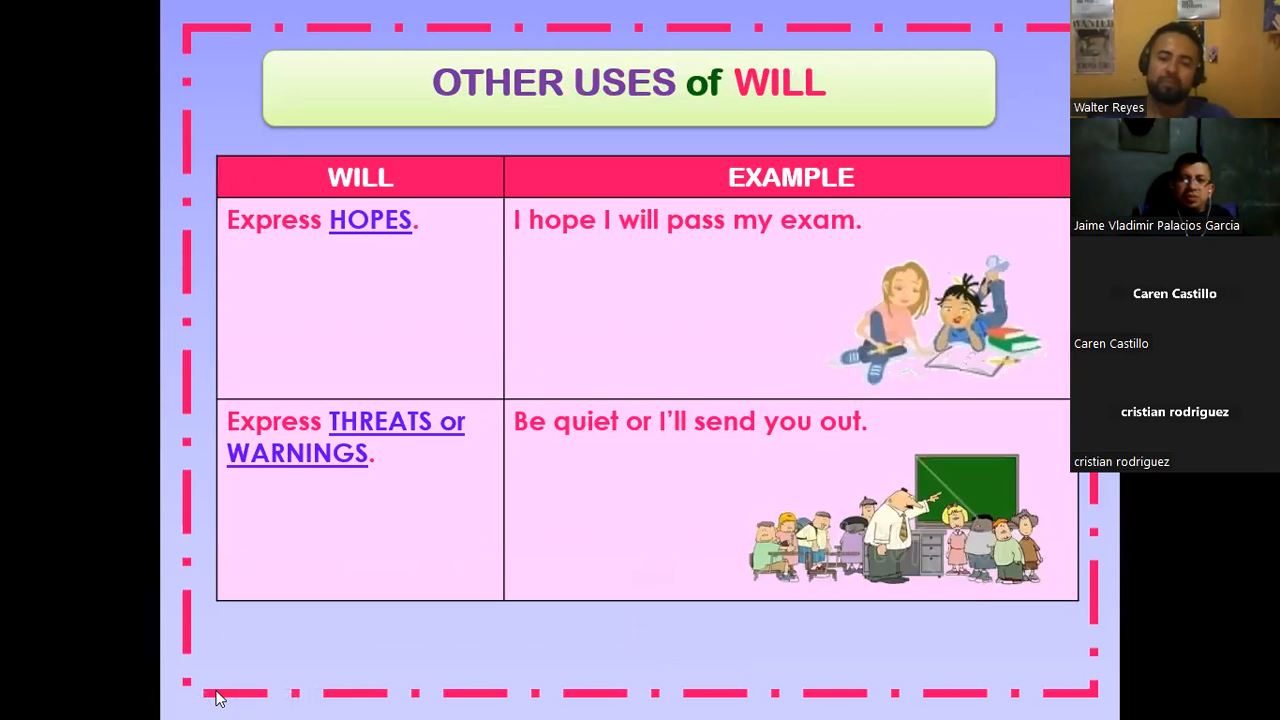 OTHER USES of WILL
WILL
EXAMPLE
Express HOPES.
I hope I will pass my exam.
Express THREATS or
WARNINGS.
Be quiet or I’ll send you out.
WANTED
Walter Reyes
Jaime Vladimir Palacios Garcia
Caren Castillo
Caren Castillo
cristian rodriguez
cristian rodriguez